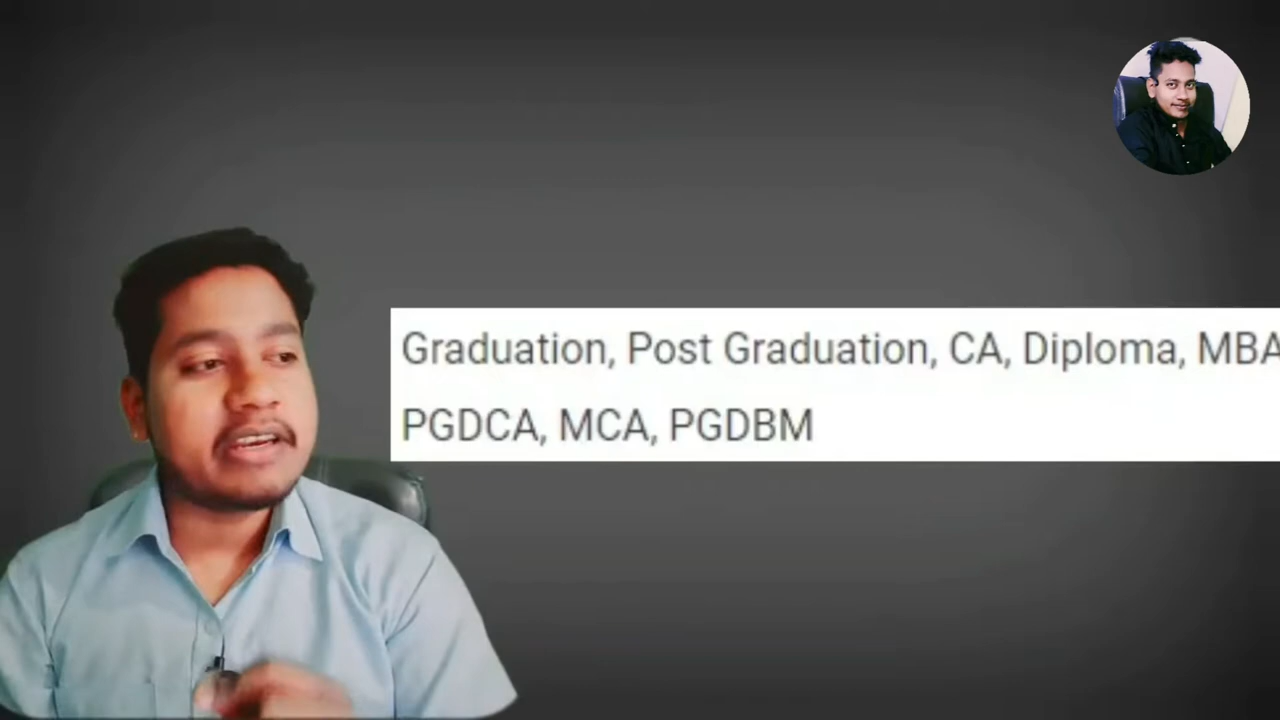 Graduation, Post Graduation, CA, Diploma, MBA
PGDCA, MCA, PGDBM